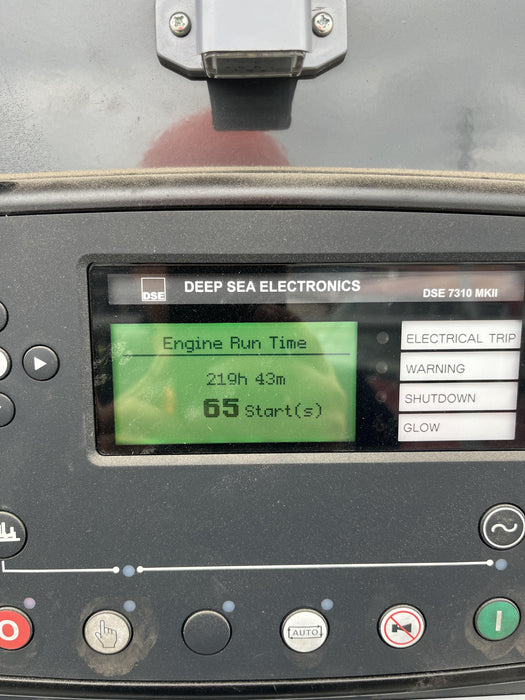 DSE
DEEP SEA ELECTRONICS
DSE 7310 MKII
Engine Run Time
219h 43m
65 Start(s)
ELECTRICAL TRIP
WARNING
SHUTDOWN
GLOW
O
AUTO
I